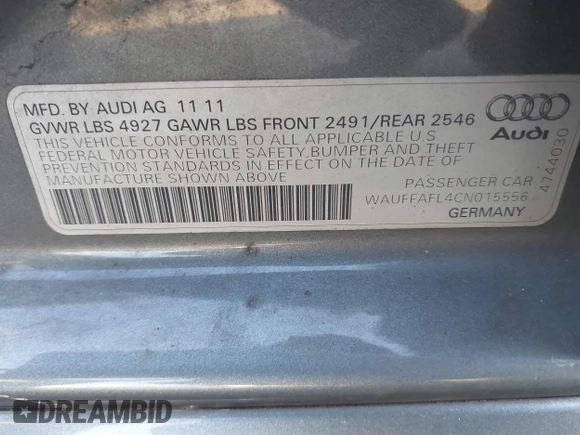 MFD. BY AUDI AG 11 11
GVWR LBS 4927 GAWR LBS FRONT 2491/REAR 2546
THIS VEHICLE CONFORMS TO ALL APPLICABLE U S
FEDERAL MOTOR VEHICLE SAFETY, BUMPER AND THEFT
PREVENTION STANDARDS IN EFFECT ON THE DATE OF
MANUFACTURE SHOWN ABOVE
Audi
PASSENGER CAR
WAUFFAFL4CN015556
GERMANY
4744030
DREAMBID